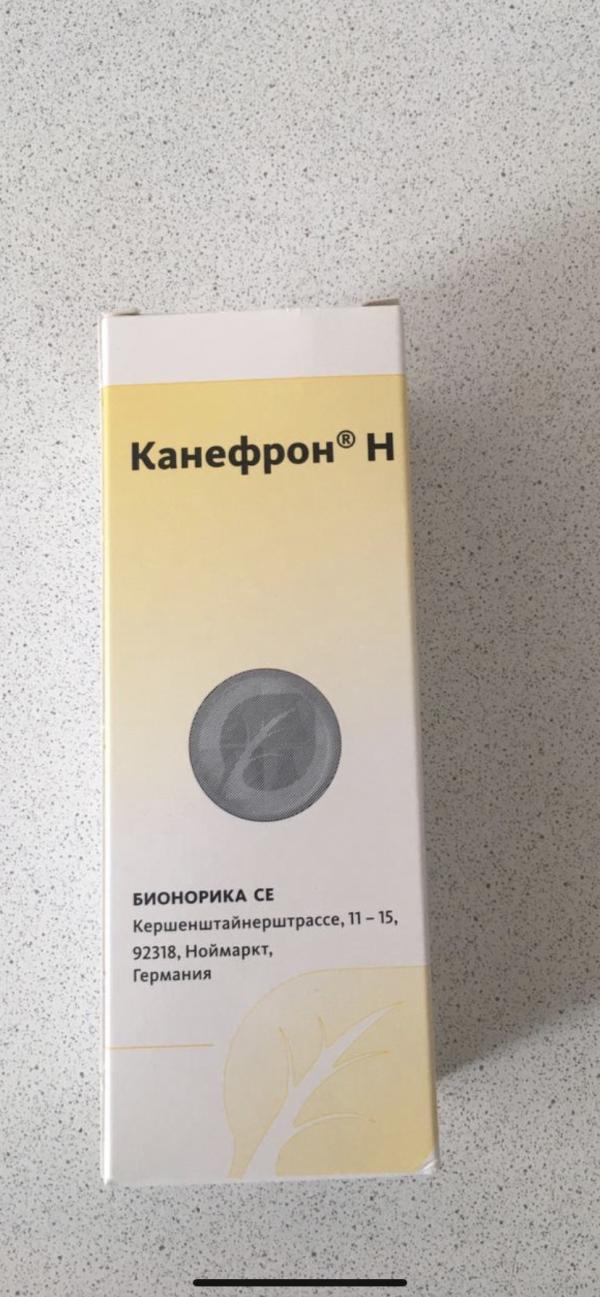 Канефрон® Н
БИОНОРИКА СЕ
Кершенштайнерштрассе, 11 – 15,
92318, Ноймаркт,
Германия